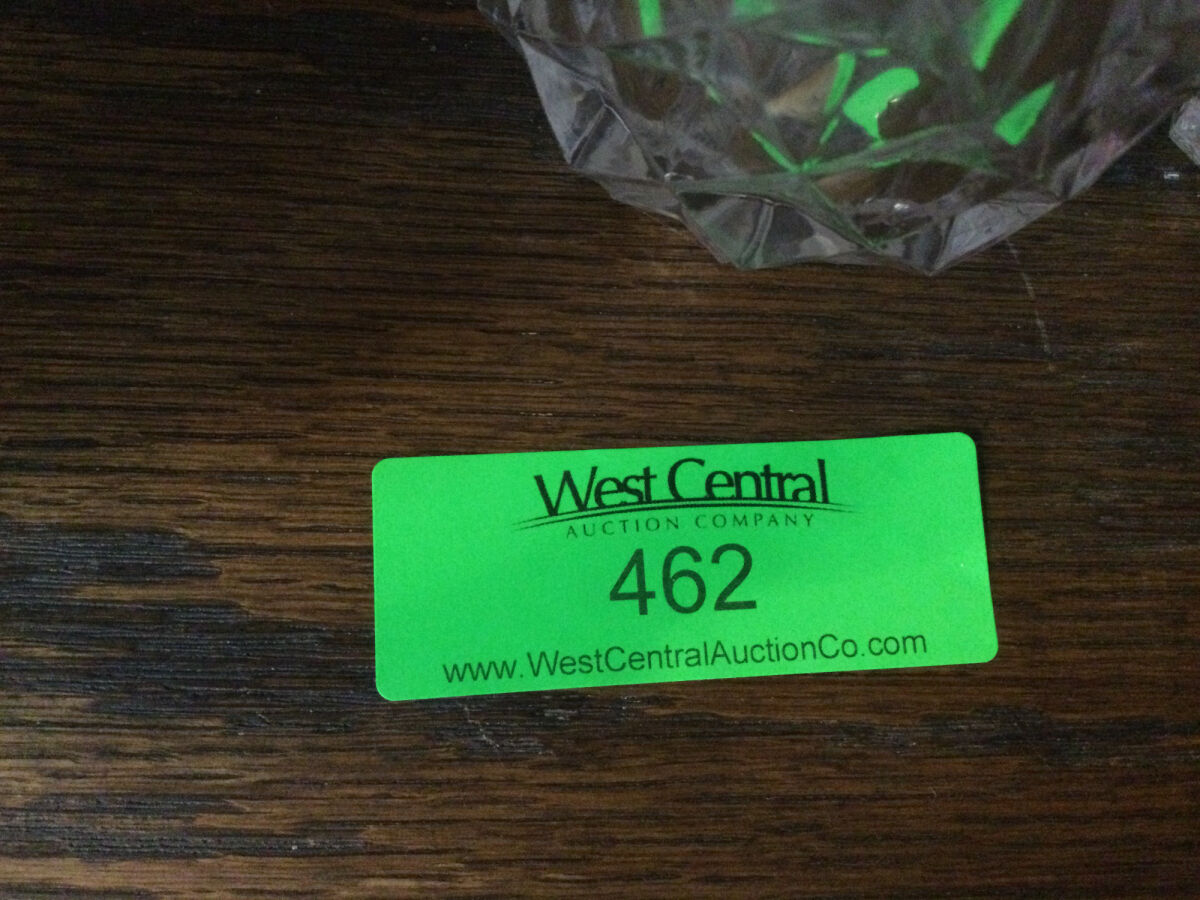 West Central
AUCTION COMPANY
462
www.WestCentralAuctionCo.com